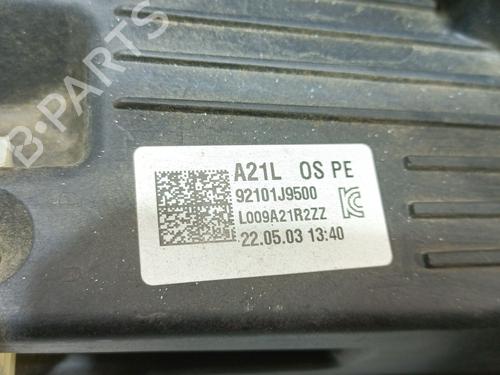 B-PARTS
A21L OS PE
92101J9500
L009A21R2ZZ
22.05.03 13:40